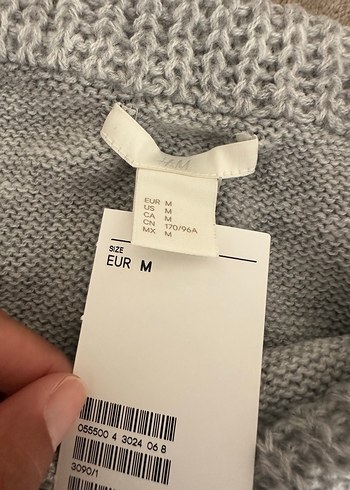 H&M
EUR M
US M
CA M
CN 170/96A
MX M
SIZE
EUR M
055500 4 3024 06 8
3090/1